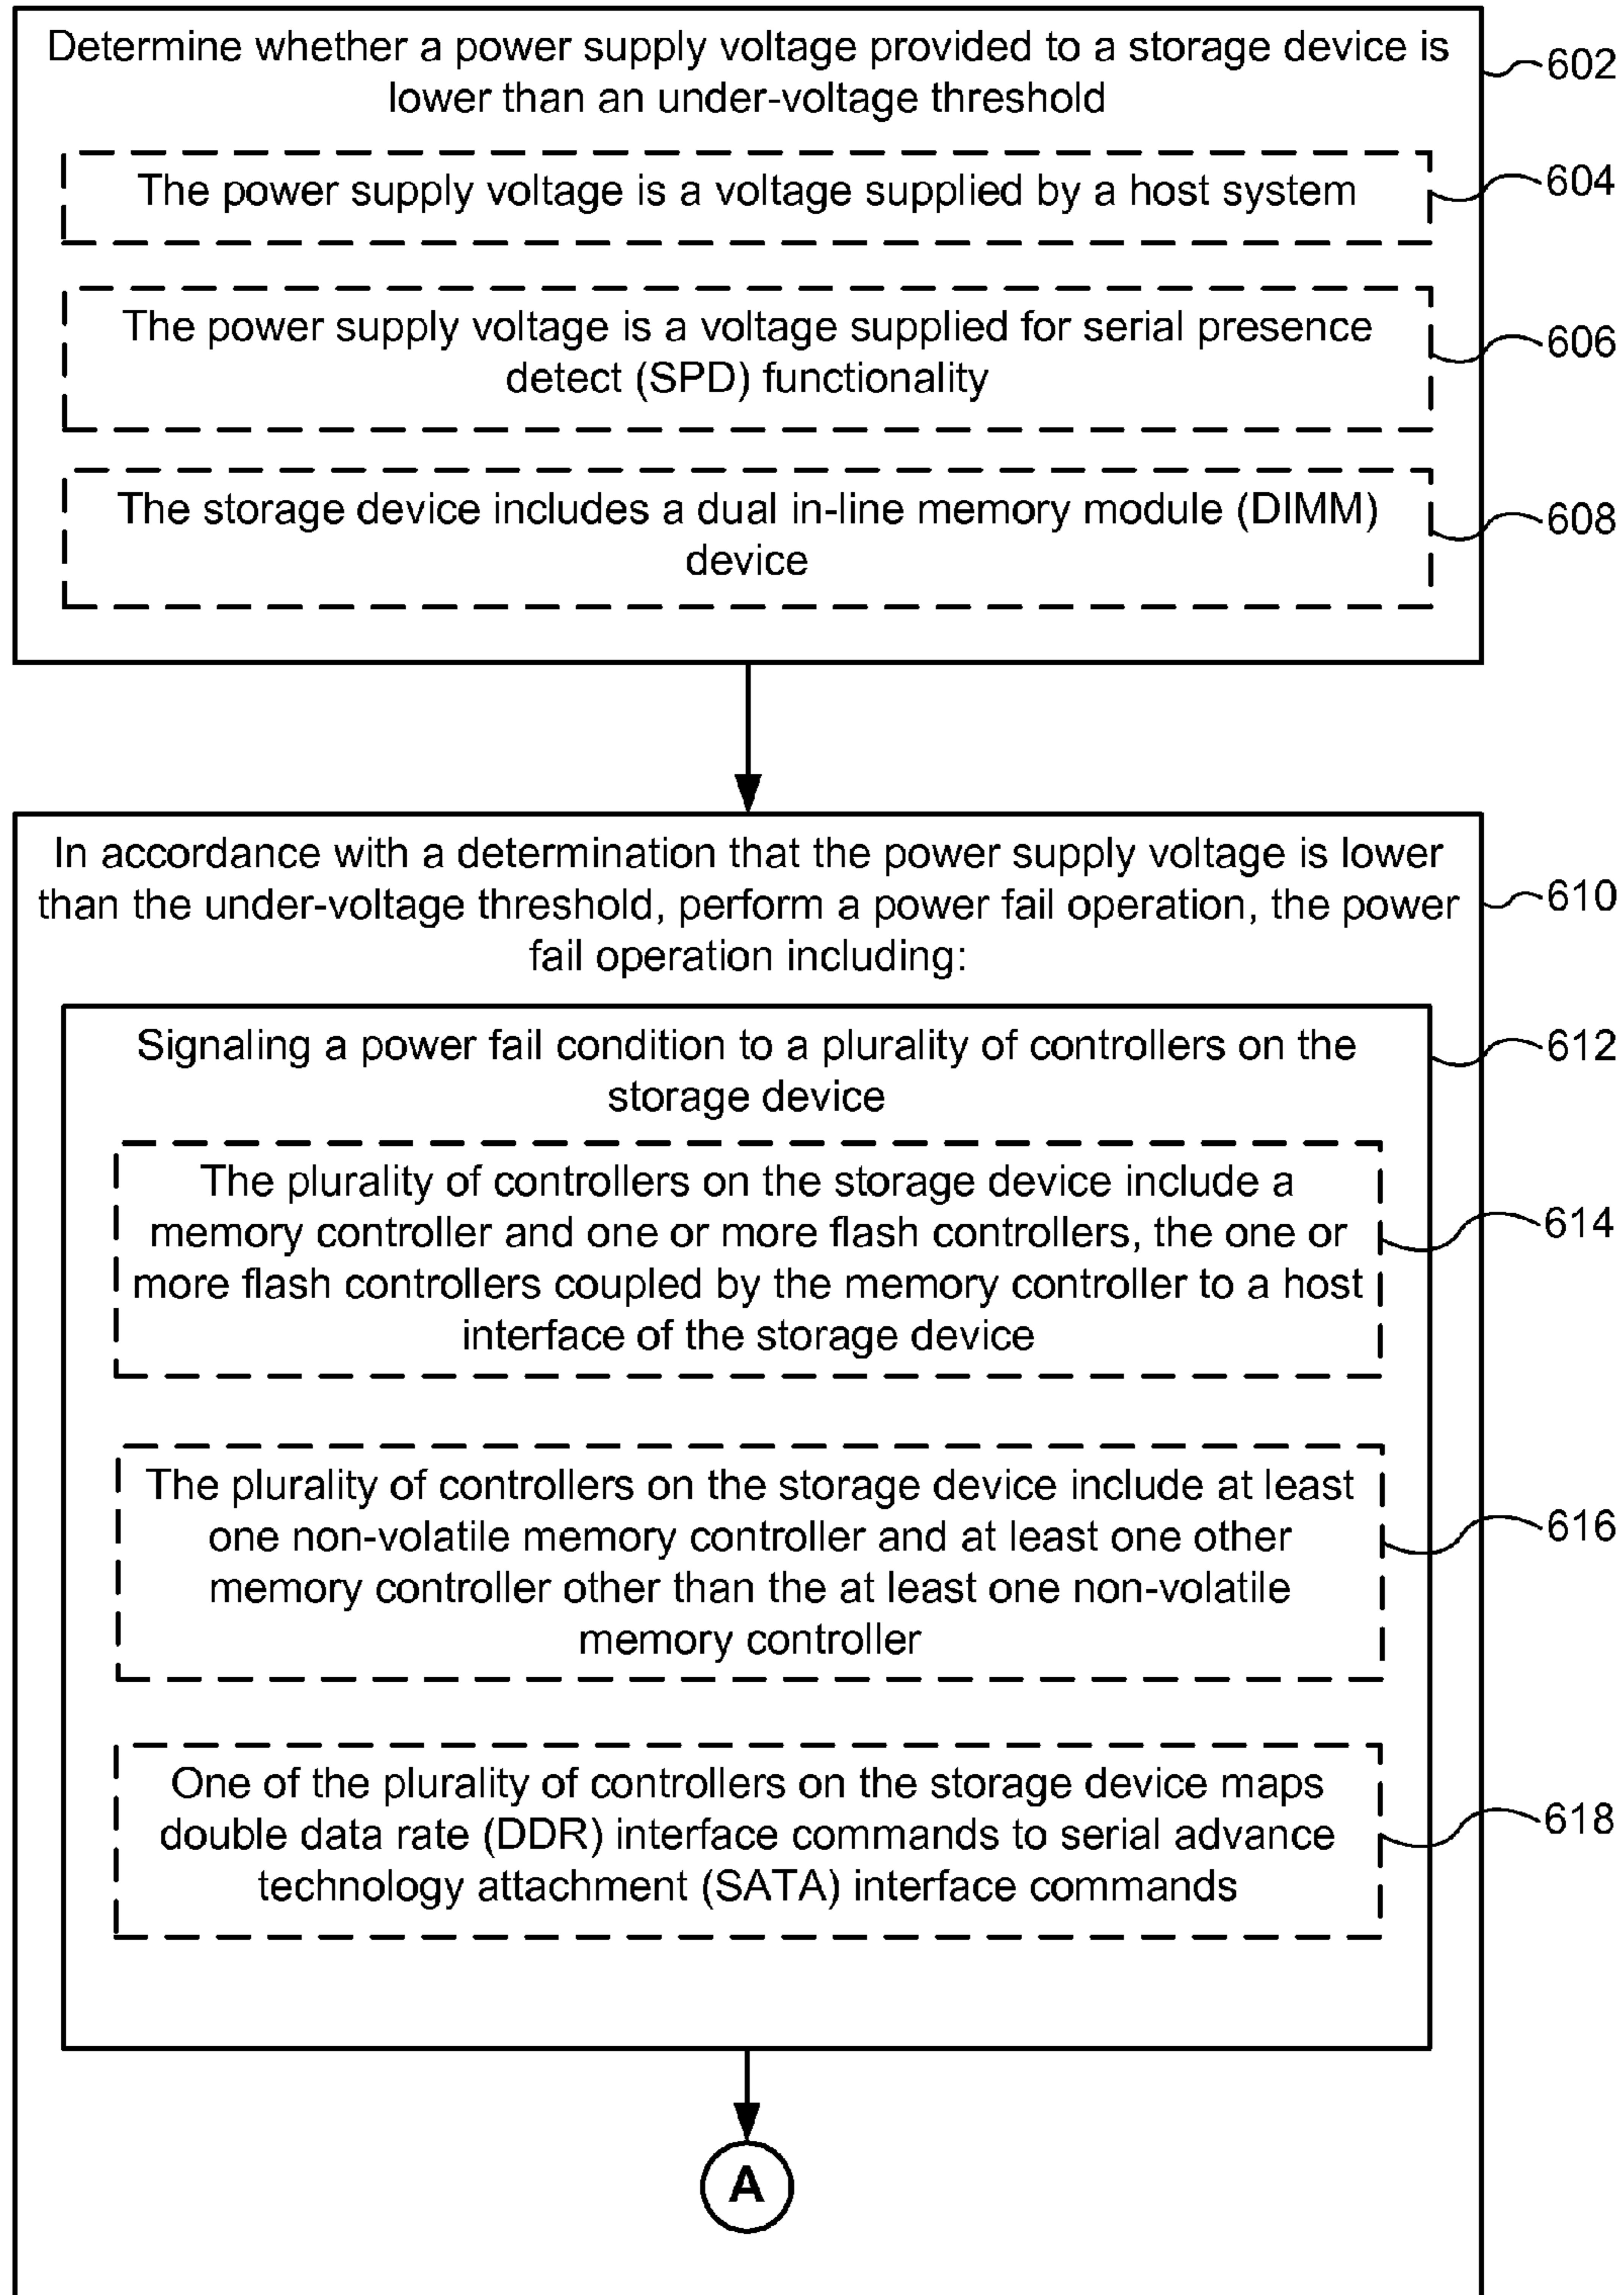 Determine whether a power supply voltage provided to a storage device is
lower than an under-voltage threshold
602
The power supply voltage is a voltage supplied by a host system
604
The power supply voltage is a voltage supplied for serial presence
detect (SPD) functionality
606
The storage device includes a dual in-line memory module (DIMM)
device
608
In accordance with a determination that the power supply voltage is lower
than the under-voltage threshold, perform a power fail operation, the power
fail operation including:
610
Signaling a power fail condition to a plurality of controllers on the
storage device
612
The plurality of controllers on the storage device include a
memory controller and one or more flash controllers, the one or
more flash controllers coupled by the memory controller to a host
interface of the storage device
614
The plurality of controllers on the storage device include at least
one non-volatile memory controller and at least one other
memory controller other than the at least one non-volatile
memory controller
616
One of the plurality of controllers on the storage device maps
double data rate (DDR) interface commands to serial advance
technology attachment (SATA) interface commands
618
A